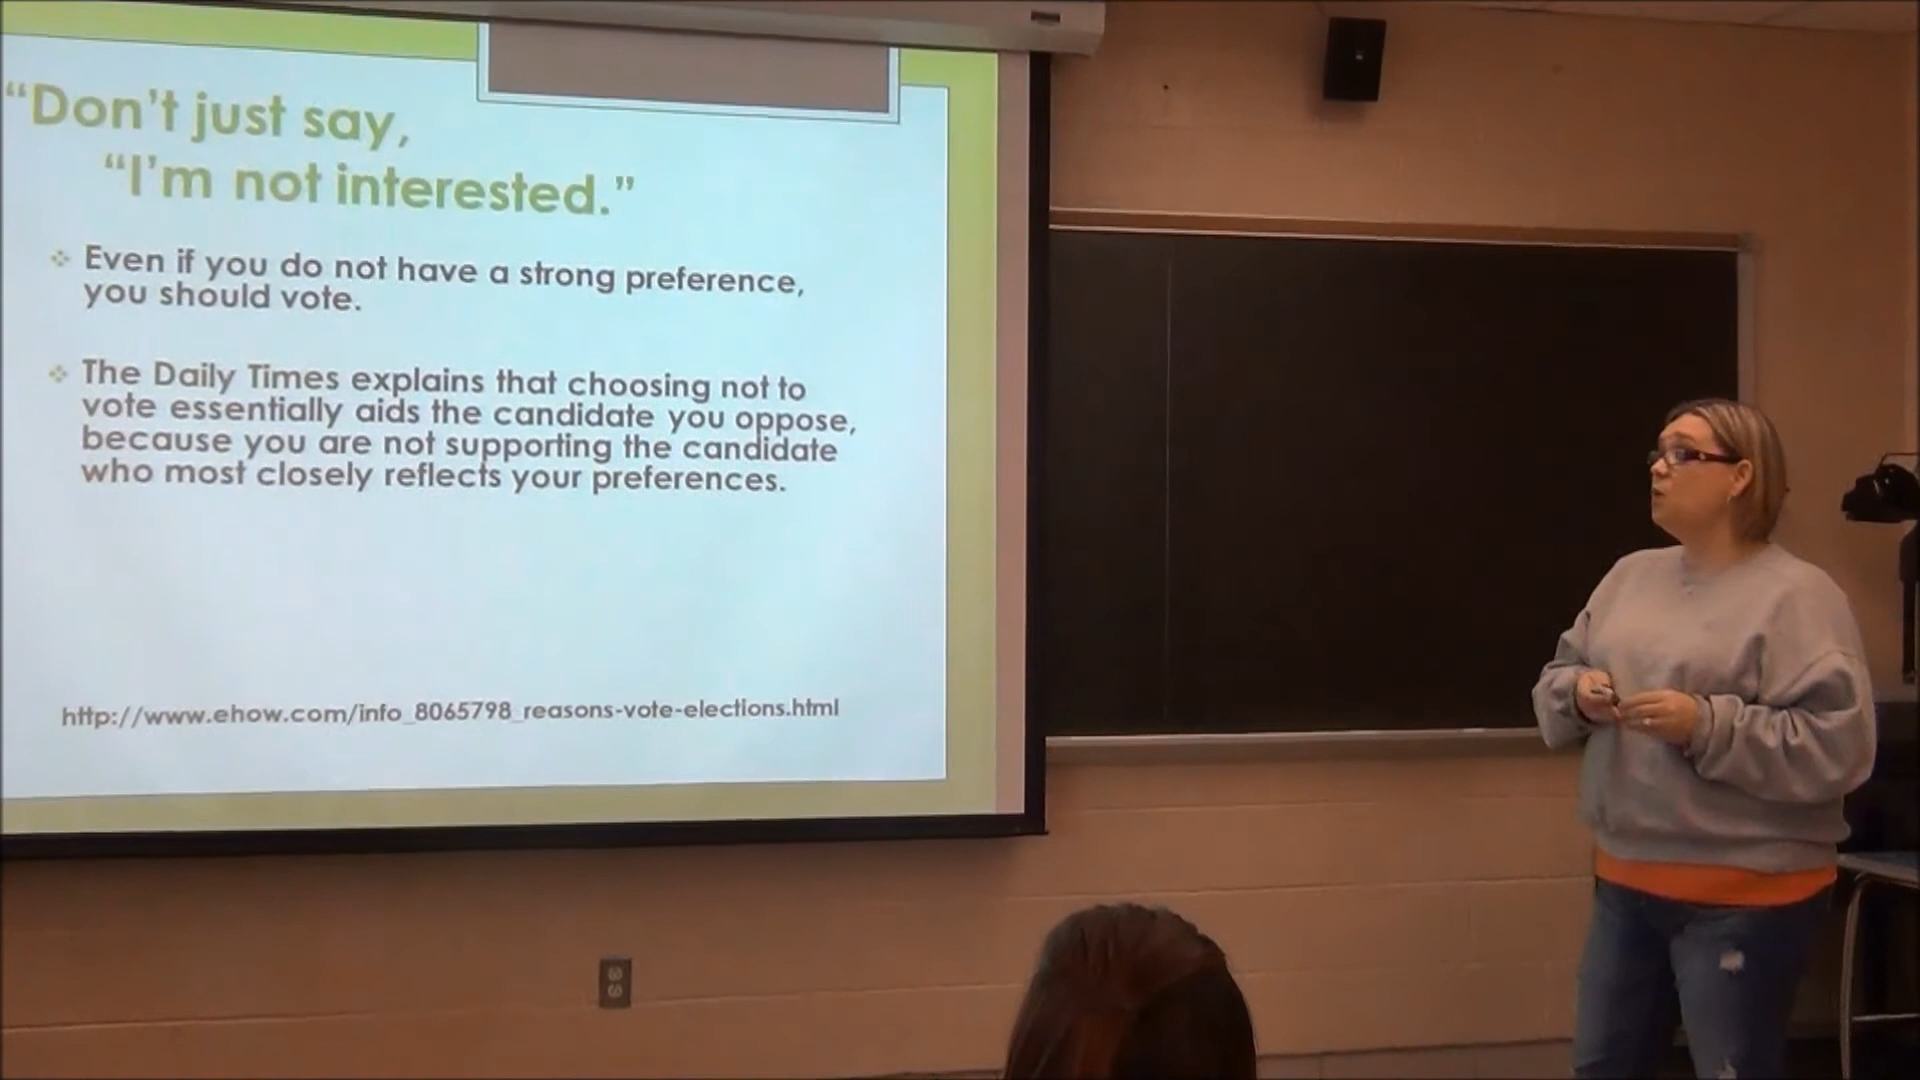 “Don’t just say,
“I’m not interested.”
Even if you do not have a strong preference,
you should vote.
The Daily Times explains that choosing not to
vote essentially aids the candidate you oppose,
because you are not supporting the candidate
who most closely reflects your preferences.
http://www.ehow.com/info_8065798_reasons-vote-elections.html